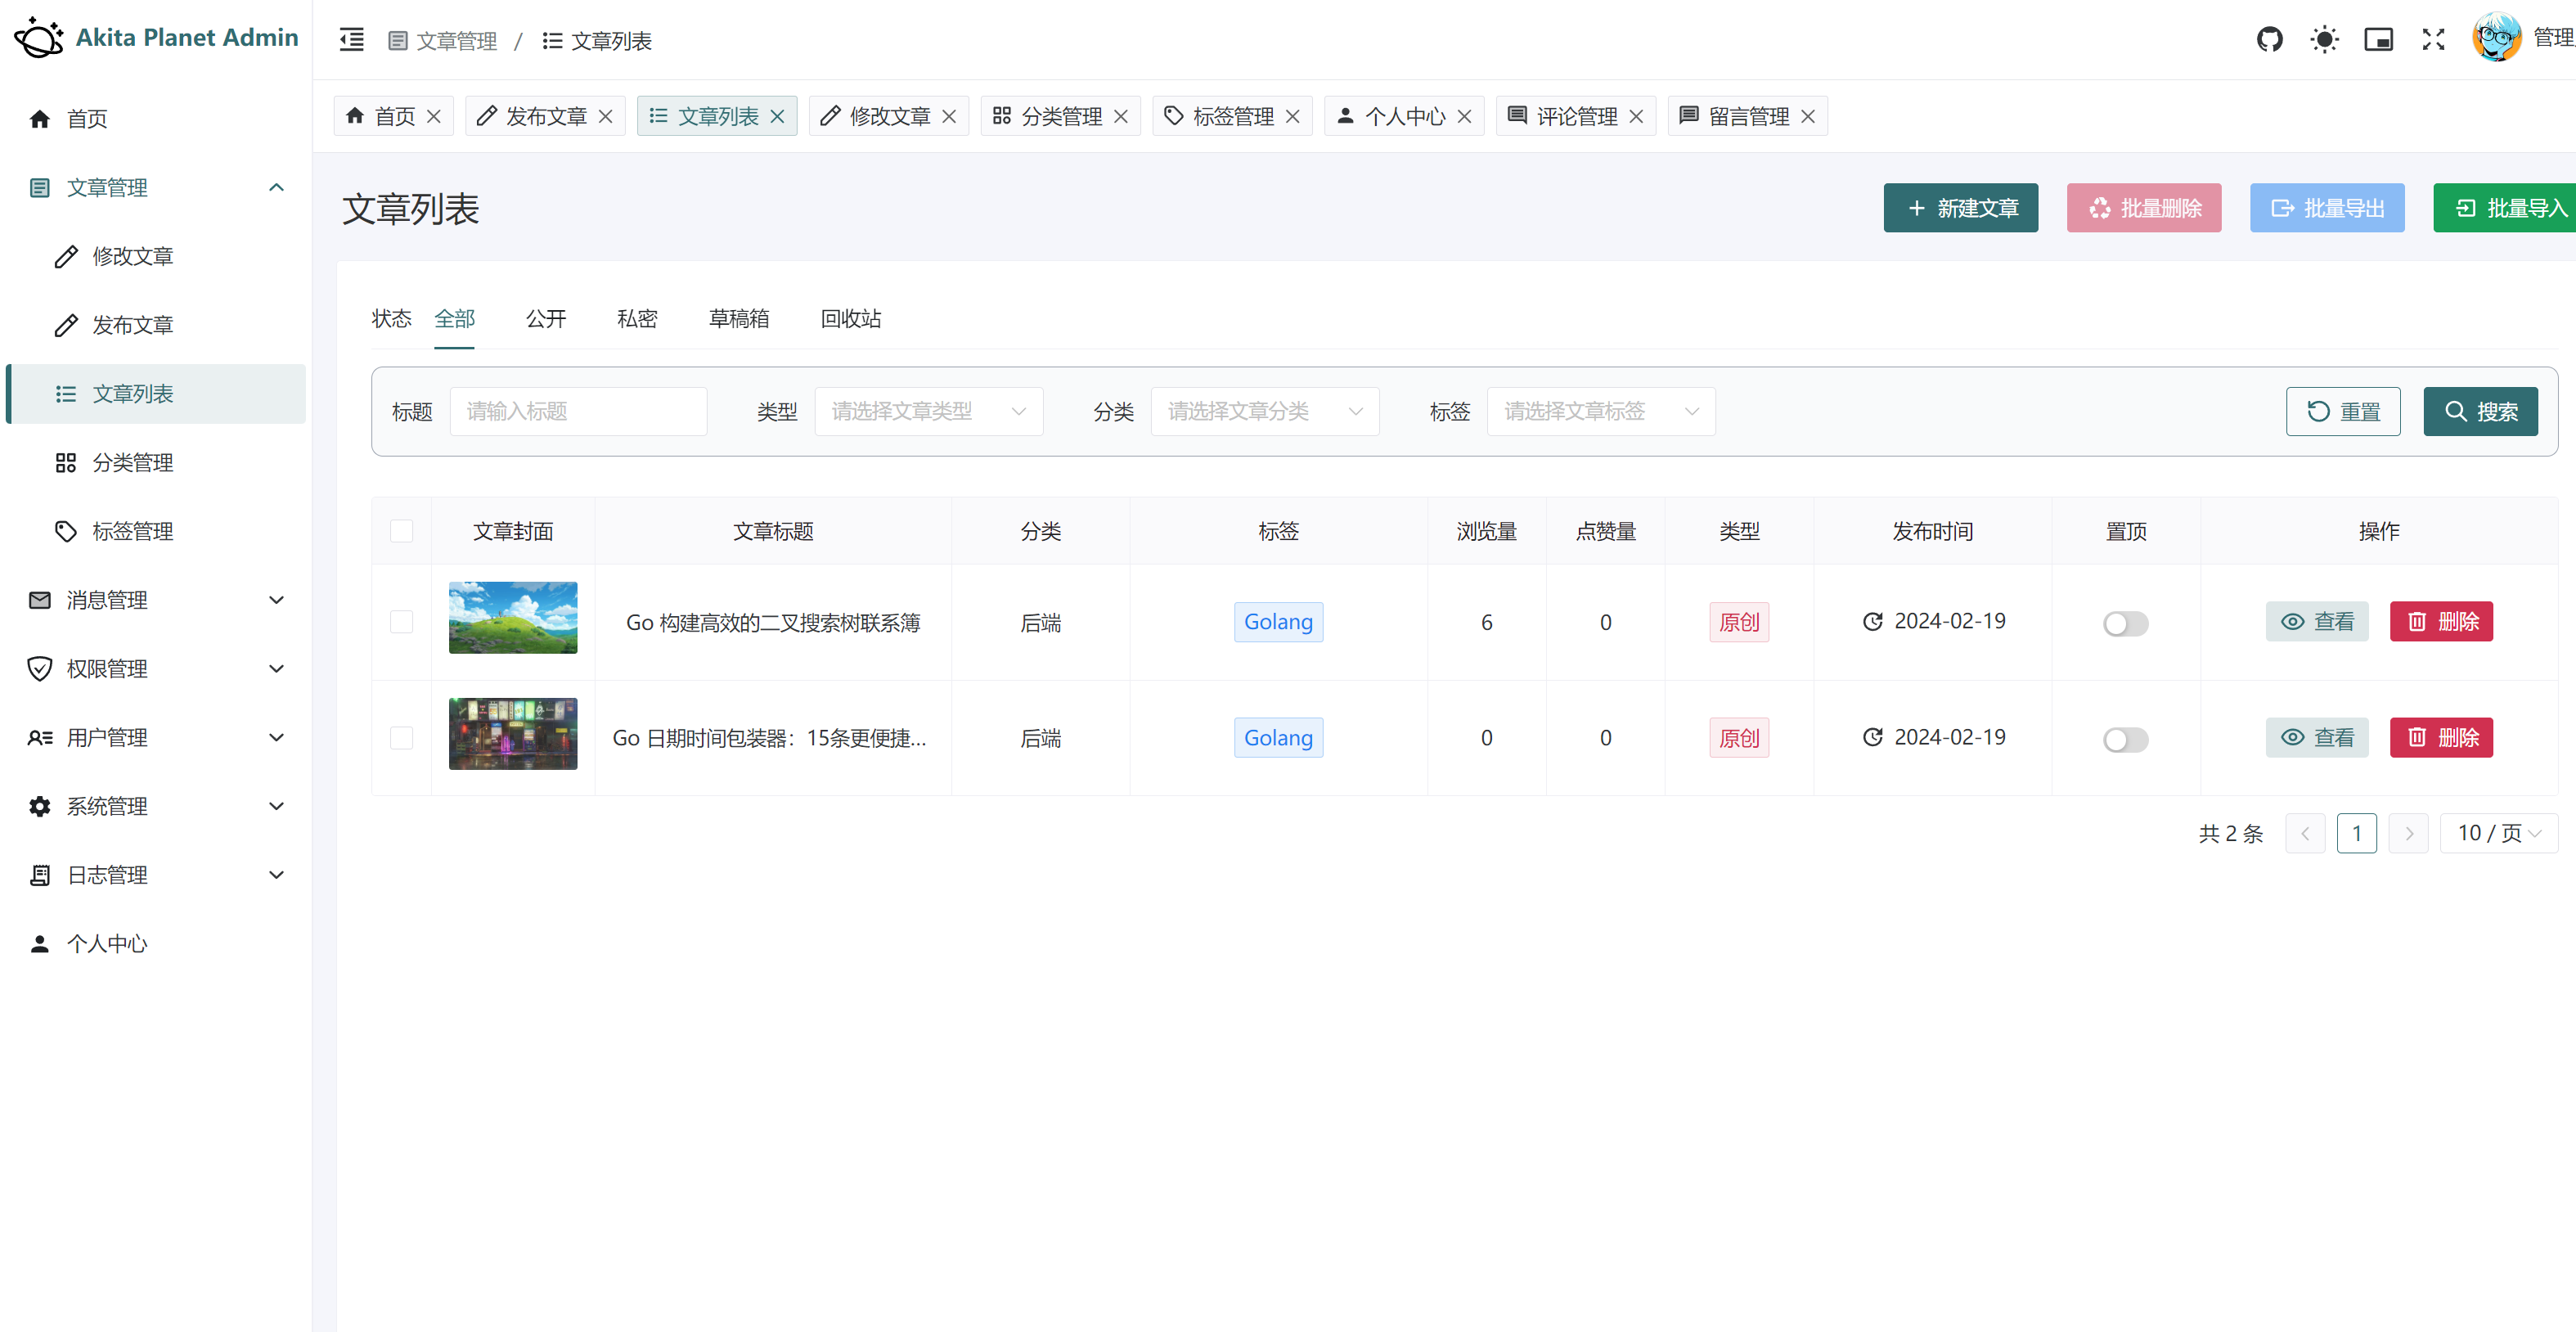 Akita Planet Admin
文章管理 / 文章列表
管理
首页
发布文章
文章列表
修改文章
分类管理
标签管理
个人中心
评论管理
留言管理
首页
文章管理
修改文章
发布文章
文章列表
分类管理
标签管理
消息管理
权限管理
用户管理
系统管理
日志管理
个人中心
文章列表
新建文章
批量删除
批量导出
批量导入
状态 全部 公开 私密 草稿箱 回收站
标题 请输入标题 类型 请选择文章类型 分类 请选择文章分类 标签 请选择文章标签 重置 搜索
文章封面 文章标题 分类 标签 浏览量 点赞量 类型 发布时间 置顶 操作
Go 构建高效的二叉搜索树联系簿 后端 Golang 6 0 原创 2024-02-19 查看 删除
Go 日期时间包装器：15条更便捷... 后端 Golang 0 0 原创 2024-02-19 查看 删除
共 2 条 1 10 / 页